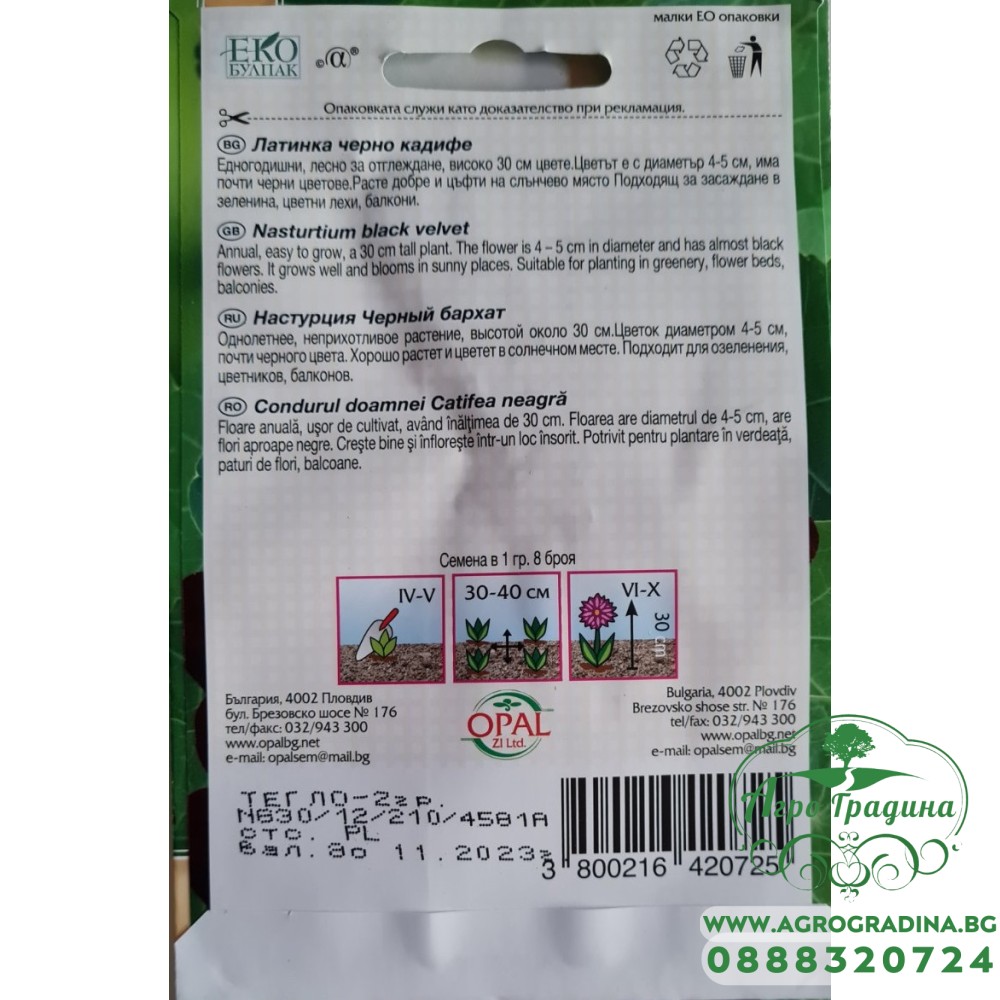 малки ЕО опаковки
ЕКО
БУЛПАК
©α®
Опаковката служи като доказателство при рекламация.
BG Латинка черно кадифе
Едногодишни, лесно за отглеждане, високо 30 см цвете.Цветът е с диаметър 4-5 см, има
почти черни цветове.Расте добре и цъфти на слънчево място Подходящ за засаждане в
зеленина, цветни лехи, балкони.
GB Nasturtium black velvet
Annual, easy to grow, a 30 cm tall plant. The flower is 4 – 5 cm in diameter and has almost black
flowers. It grows well and blooms in sunny places. Suitable for planting in greenery, flower beds,
balconies.
RU Настурция Черный бархат
Однолетнее, неприхотливое растение, высотой около 30 см.Цветок диаметром 4-5 см,
почти черного цвета. Хорошо растет и цветет в солнечном месте. Подходит для озеленения,
цветников, балконов.
RO Condurul doamnei Catifea neagră
Floare anuală, uşor de cultivat, având înălţimea de 30 cm. Floarea are diametrul de 4-5 cm, are
flori aproape negre. Creşte bine şi înfloreşte într-un loc însorit. Potrivit pentru plantare în verdeaţă,
paturi de flori, balcoane.
Семена в 1 гр. 8 броя
IV-V
30-40 см
VI-X
30 cm
България, 4002 Пловдив
бул. Брезовско шосе № 176
тел/факс: 032/943 300
www.opalbg.net
e-mail: opalsem@mail.bg
OPAL
ZI Ltd.
Bulgaria, 4002 Plovdiv
Brezovsko shose str. № 176
tel/fax: 032/943 300
www.opalbg.net
e-mail: opalsem@mail.bg
ТЕГЛО-2гр.
N830/12/210/4581A
стс. PL
Вал.до 11.2023г
3 800216 420725
Агро Градина
WWW.AGROGRADINA.BG
0888320724